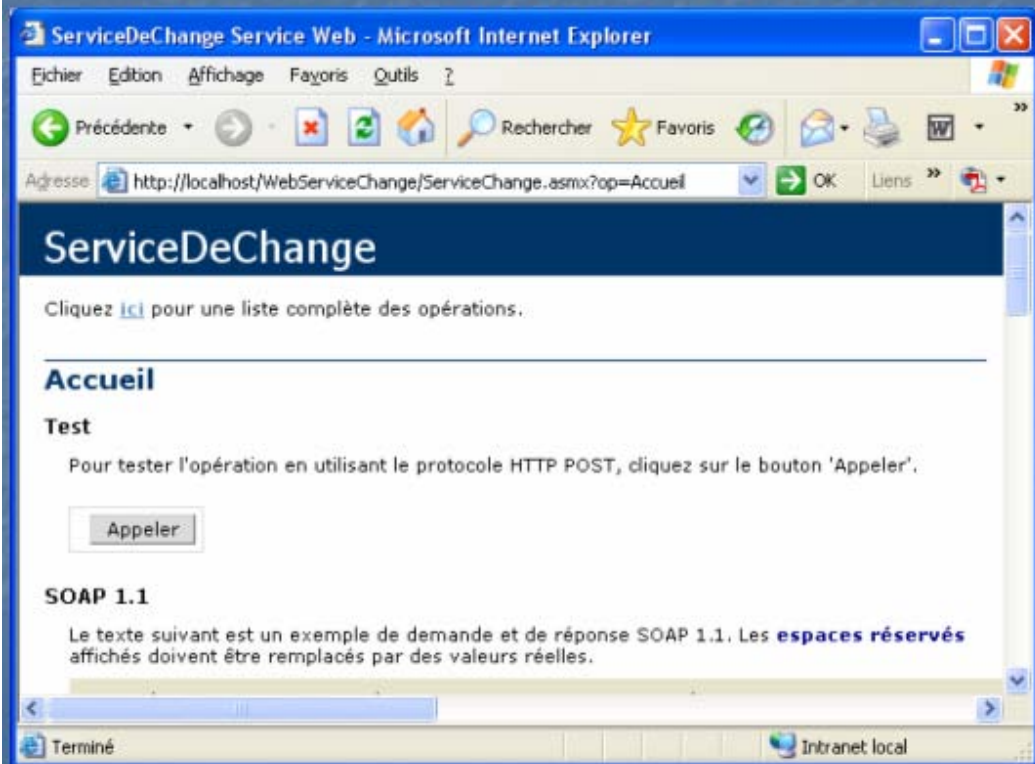 ServiceDeChange Service Web - Microsoft Internet Explorer
Fichier Edition Affichage Favoris Outils ?
Précédente Rechercher Favoris W »
Adresse http://localhost/WebServiceChange/ServiceChange.asmx?op=Accueil OK Liens »
ServiceDeChange
Cliquez ici pour une liste complète des opérations.
Accueil
Test
Pour tester l'opération en utilisant le protocole HTTP POST, cliquez sur le bouton 'Appeler'.
Appeler
SOAP 1.1
Le texte suivant est un exemple de demande et de réponse SOAP 1.1. Les espaces réservés
affichés doivent être remplacés par des valeurs réelles.
Terminé Intranet local